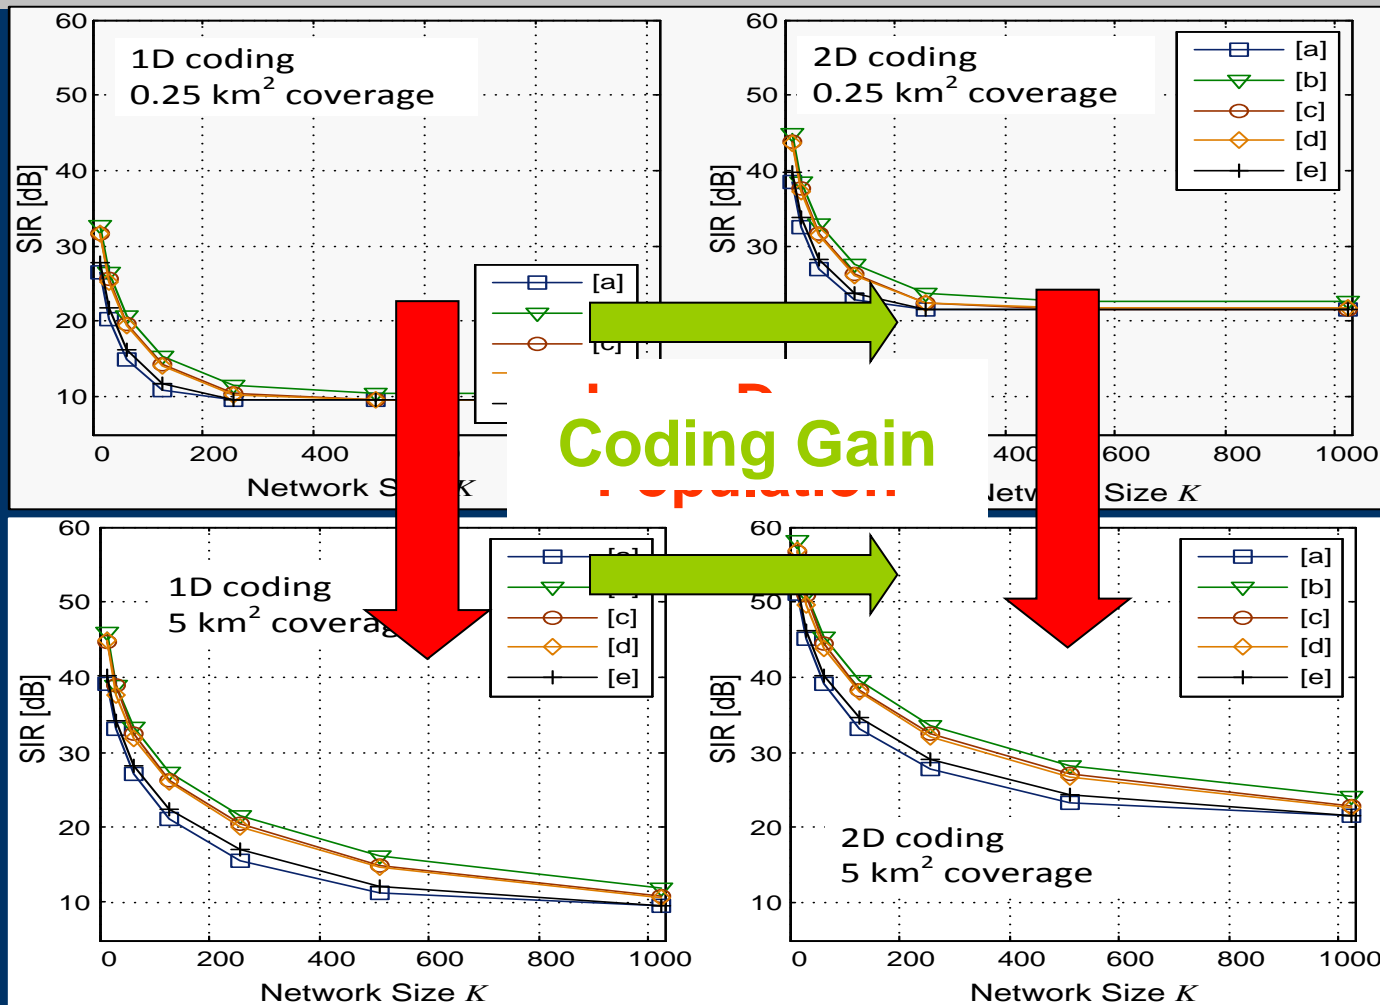 60
50
40
30
20
10
SIR [dB]
1D coding
0.25 km² coverage
[a]
[c]
0 200 400
Network S K
60
50
40
30
20
10
SIR [dB]
2D coding
0.25 km² coverage
[a]
[b]
[c]
[d]
[e]
400 600 800 1000
Size K
Coding Gain
Population
60
50
40
30
20
10
SIR [dB]
1D coding
5 km² coverage
[c]
[d]
[e]
0 200 400 600 800 1000
Network Size K
60
50
40
30
20
10
SIR [dB]
[a]
[b]
[c]
[d]
[e]
2D coding
5 km² coverage
0 200 400 600 800 1000
Network Size K